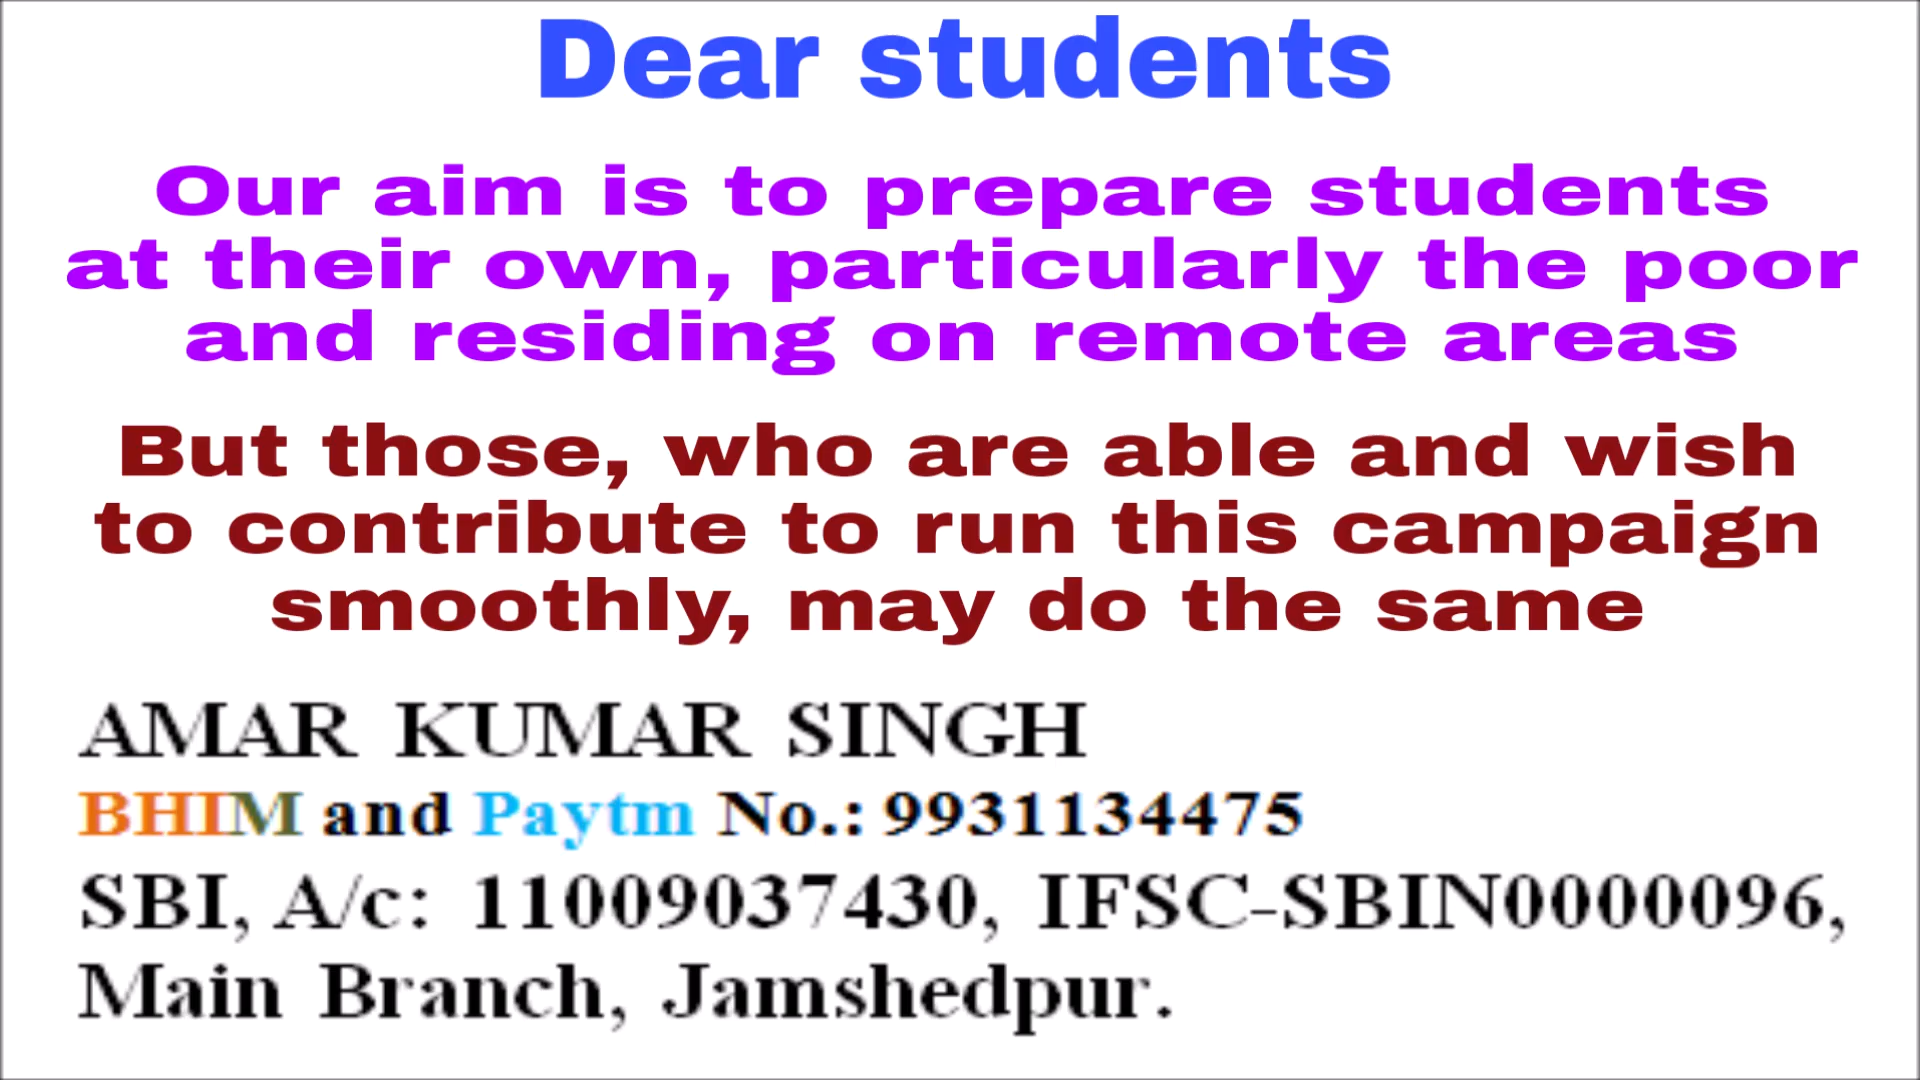 Dear students
Our aim is to prepare students
at their own, particularly the poor
and residing on remote areas
But those, who are able and wish
to contribute to run this campaign
smoothly, may do the same
AMAR KUMAR SINGH
BHIM and Paytm No.: 9931134475
SBI, A/c: 11009037430, IFSC-SBIN0000096,
Main Branch, Jamshedpur.